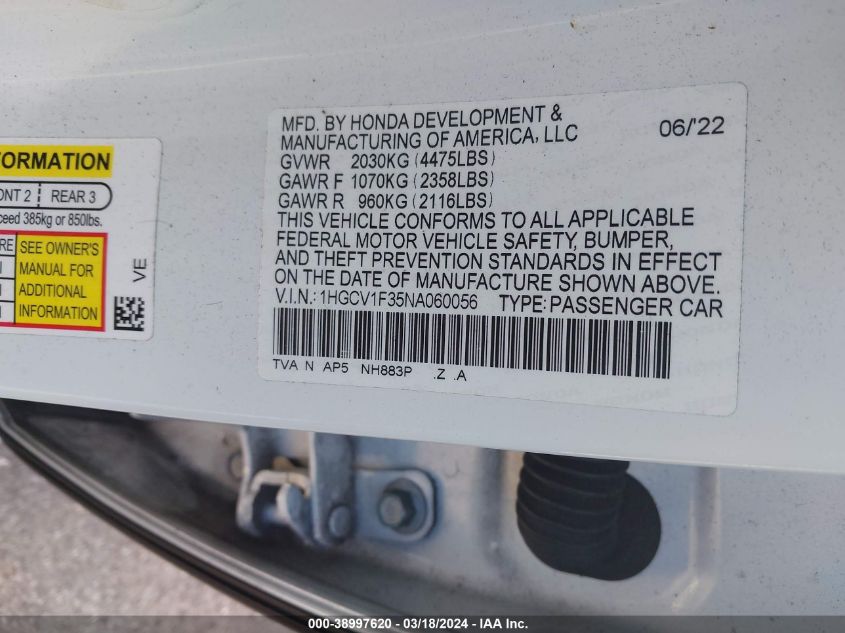 FORMATION
ONT 2 REAR 3
ceed 385kg or 850lbs.
RE SEE OWNER'S
MANUAL FOR
ADDITIONAL
INFORMATION
VE
MFD. BY HONDA DEVELOPMENT & 06/22
MANUFACTURING OF AMERICA, LLC
GVWR 2030KG (4475LBS)
GAWR F 1070KG (2358LBS)
GAWR R 960KG (2116LBS)
THIS VEHICLE CONFORMS TO ALL APPLICABLE
FEDERAL MOTOR VEHICLE SAFETY, BUMPER,
AND THEFT PREVENTION STANDARDS IN EFFECT
ON THE DATE OF MANUFACTURE SHOWN ABOVE.
V.I.N.: 1HGCV1F35NA060056 TYPE: PASSENGER CAR
TVA N AP5 NH883P .Z .A
000-38997620 - 03/18/2024 - IAA Inc.